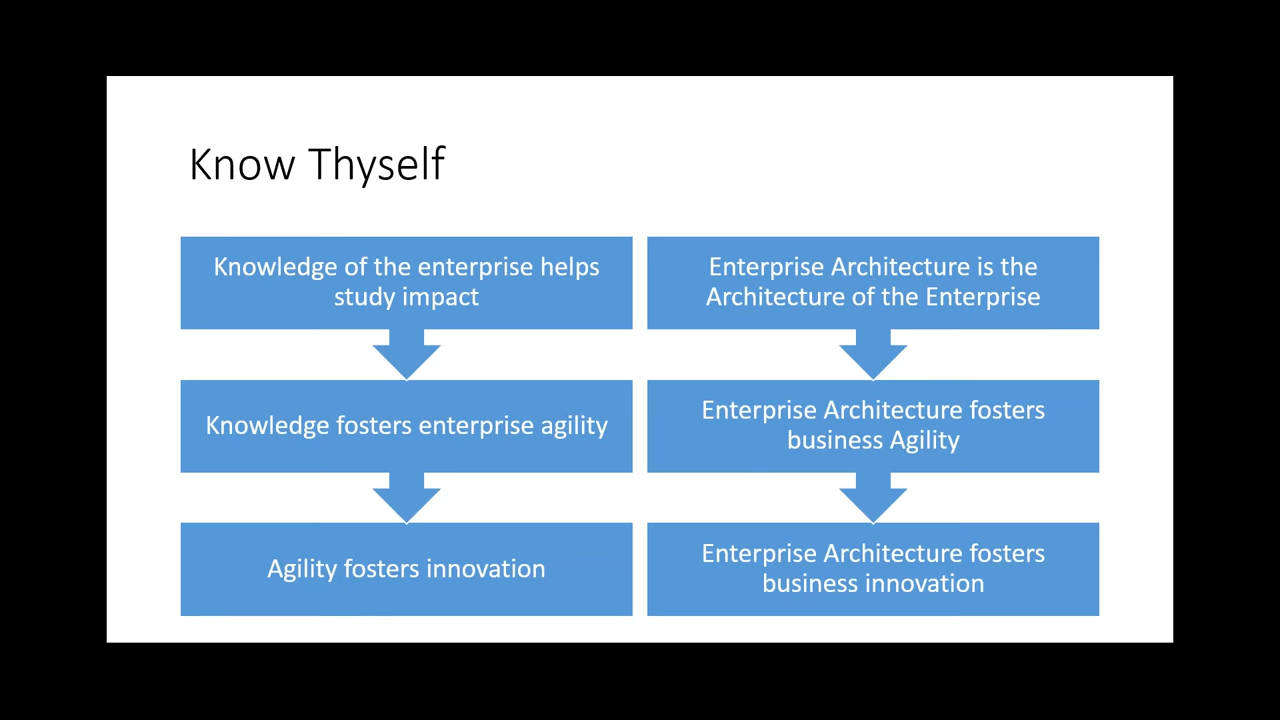 Know Thyself
Knowledge of the enterprise helps
study impact
Knowledge fosters enterprise agility
Agility fosters innovation
Enterprise Architecture is the
Architecture of the Enterprise
Enterprise Architecture fosters
business Agility
Enterprise Architecture fosters
business innovation